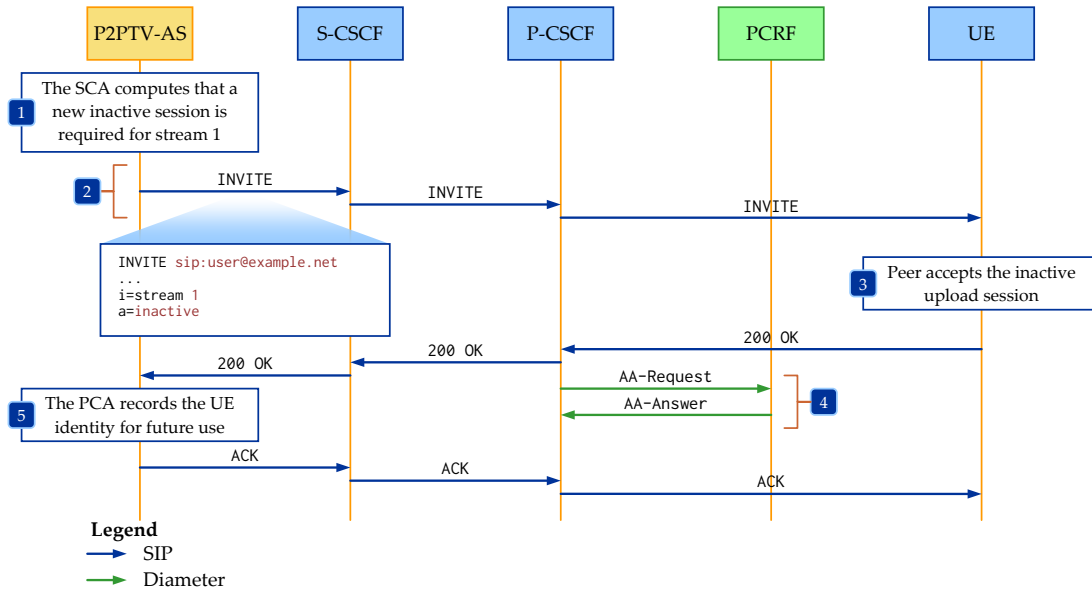 P2PTV-AS
S-CSCF
P-CSCF
PCRF
UE
1
The SCA computes that a
new inactive session is
required for stream 1
2
INVITE
INVITE
INVITE
INVITE sip:user@example.net
...
i=stream 1
a=inactive
3
Peer accepts the inactive
upload session
200 OK
200 OK
200 OK
AA-Request
AA-Answer
4
5
The PCA records the UE
identity for future use
ACK
ACK
ACK
Legend
SIP
Diameter